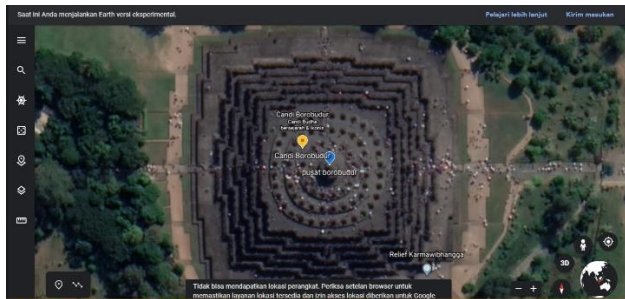 Saat ini Anda menjalankan Earth versi eksperimental.
Pelajari lebih lanjut
Kirim masukan
Candi Borobudur
Candi Budha
bersejarah & ikonis
Candi Borobudur
pusat borobudur
Relief Karmawibhangga
3D
Tidak bisa mendapatkan lokasi perangkat. Periksa setelan browser untuk
memastikan layanan lokasi tersedia dan izin akses lokasi diberikan untuk Google